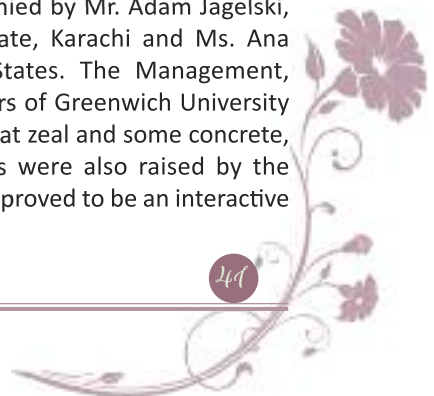 nied by Mr. Adam Jagelski,
ate, Karachi and Ms. Ana
States. The Management,
rs of Greenwich University
at zeal and some concrete,
s were also raised by the
proved to be an interactive
41